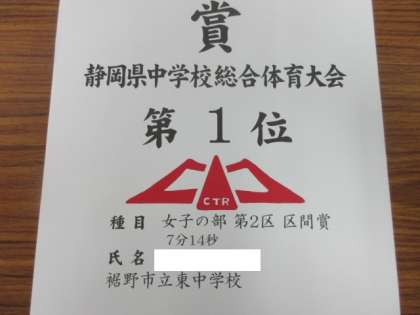 賞
静岡県中学校総合体育大会
第 1 位
CTR
種目 女子の部 第2区 区間賞
7分14秒
氏名
裾野市立東中学校